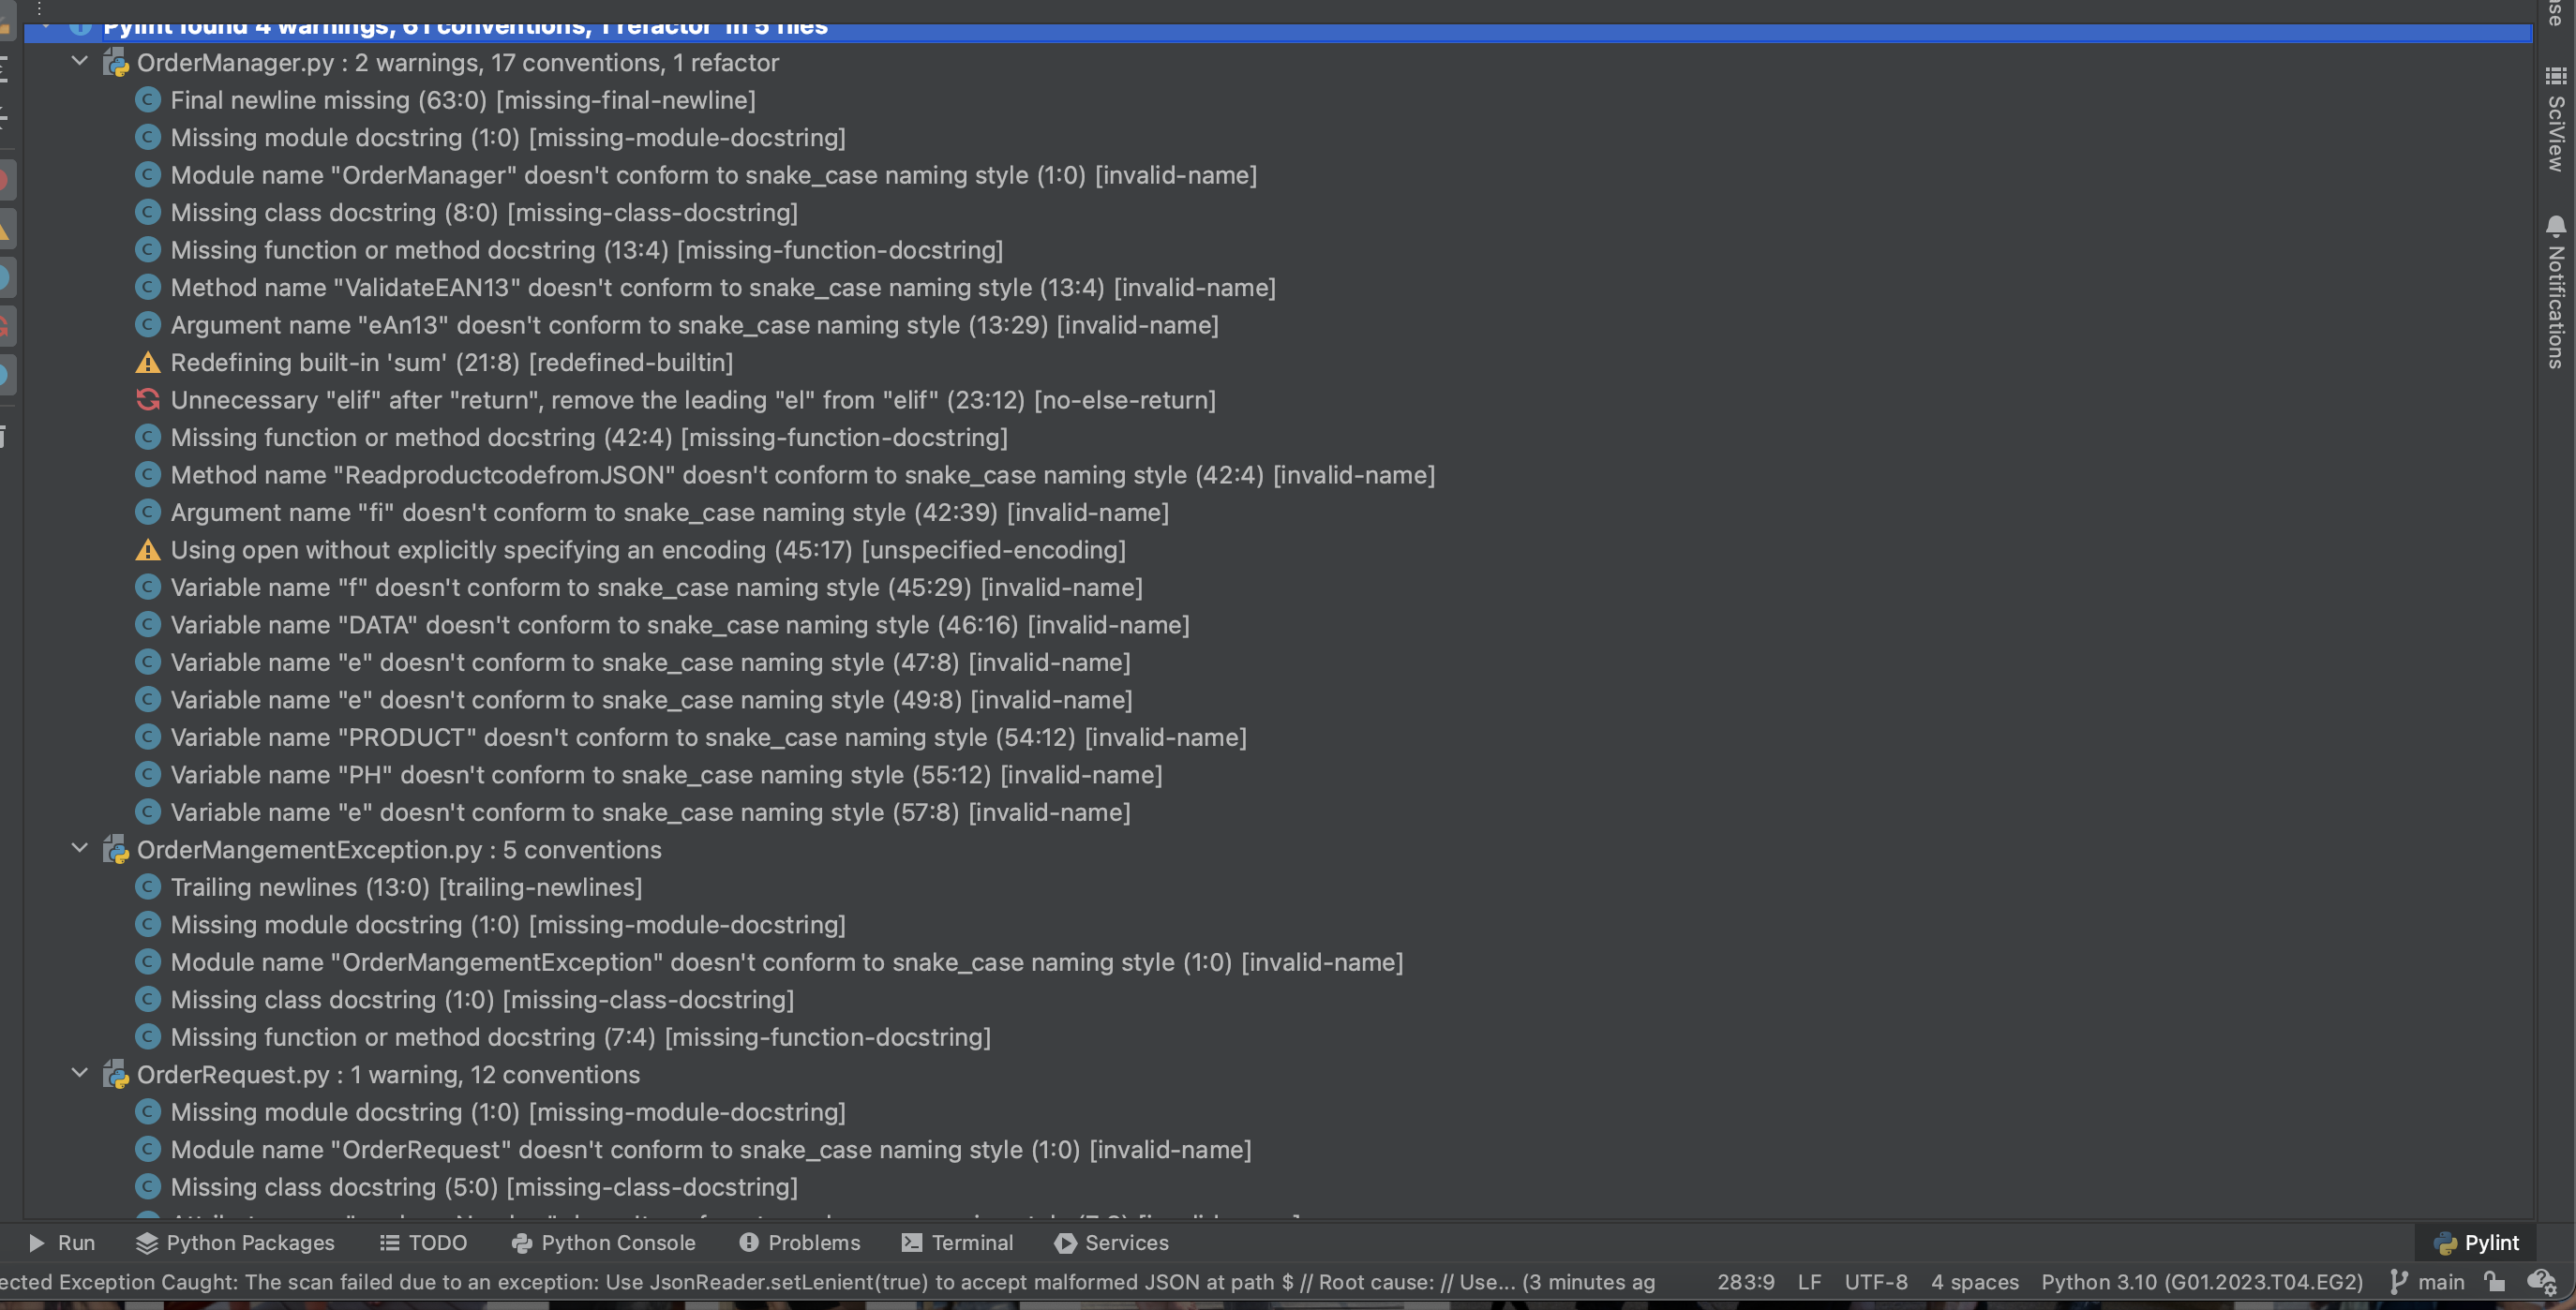 Pylint found 4 warnings, 61 conventions, 1 refactor in 5 files
OrderManager.py : 2 warnings, 17 conventions, 1 refactor
Final newline missing (63:0) [missing-final-newline]
Missing module docstring (1:0) [missing-module-docstring]
Module name "OrderManager" doesn't conform to snake_case naming style (1:0) [invalid-name]
Missing class docstring (8:0) [missing-class-docstring]
Missing function or method docstring (13:4) [missing-function-docstring]
Method name "ValidateEAN13" doesn't conform to snake_case naming style (13:4) [invalid-name]
Argument name "eAn13" doesn't conform to snake_case naming style (13:29) [invalid-name]
Redefining built-in 'sum' (21:8) [redefined-builtin]
Unnecessary "elif" after "return", remove the leading "el" from "elif" (23:12) [no-else-return]
Missing function or method docstring (42:4) [missing-function-docstring]
Method name "ReadproductcodefromJSON" doesn't conform to snake_case naming style (42:4) [invalid-name]
Argument name "fi" doesn't conform to snake_case naming style (42:39) [invalid-name]
Using open without explicitly specifying an encoding (45:17) [unspecified-encoding]
Variable name "f" doesn't conform to snake_case naming style (45:29) [invalid-name]
Variable name "DATA" doesn't conform to snake_case naming style (46:16) [invalid-name]
Variable name "e" doesn't conform to snake_case naming style (47:8) [invalid-name]
Variable name "e" doesn't conform to snake_case naming style (49:8) [invalid-name]
Variable name "PRODUCT" doesn't conform to snake_case naming style (54:12) [invalid-name]
Variable name "PH" doesn't conform to snake_case naming style (55:12) [invalid-name]
Variable name "e" doesn't conform to snake_case naming style (57:8) [invalid-name]
OrderMangementException.py : 5 conventions
Trailing newlines (13:0) [trailing-newlines]
Missing module docstring (1:0) [missing-module-docstring]
Module name "OrderMangementException" doesn't conform to snake_case naming style (1:0) [invalid-name]
Missing class docstring (1:0) [missing-class-docstring]
Missing function or method docstring (7:4) [missing-function-docstring]
OrderRequest.py : 1 warning, 12 conventions
Missing module docstring (1:0) [missing-module-docstring]
Module name "OrderRequest" doesn't conform to snake_case naming style (1:0) [invalid-name]
Missing class docstring (5:0) [missing-class-docstring]
SciView
Notifications
Run Python Packages TODO Python Console Problems Terminal Services Pylint
ected Exception Caught: The scan failed due to an exception: Use JsonReader.setLenient(true) to accept malformed JSON at path $ // Root cause: // Use... (3 minutes ag 283:9 LF UTF-8 4 spaces Python 3.10 (G01.2023.T04.EG2) main